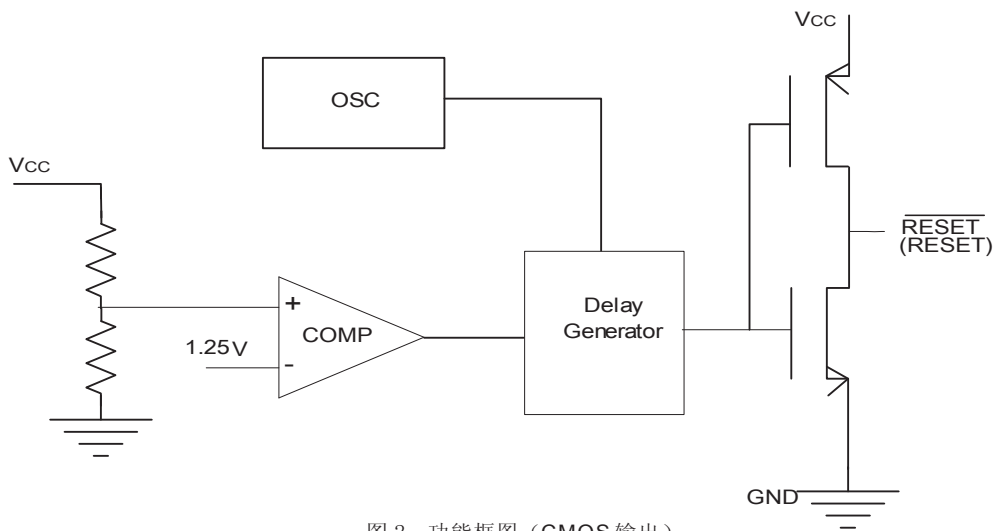 Vcc
OSC
Vcc
RESET
(RESET)
+
COMP
1.25V
-
Delay
Generator
GND
图 2 功能框图（CMOS 输出）